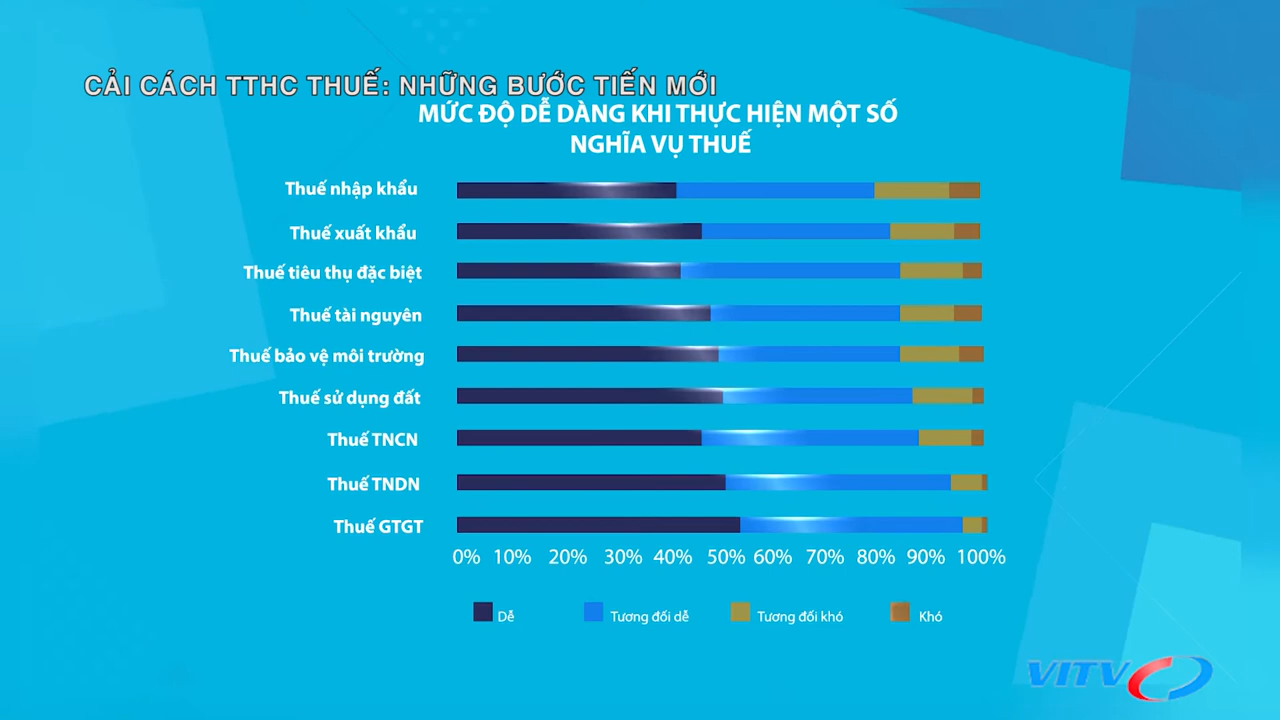 CẢI CÁCH TTHC THUẾ: NHỮNG BƯỚC TIẾN MỚI
MỨC ĐỘ DỄ DÀNG KHI THỰC HIỆN MỘT SỐ
NGHĨA VỤ THUẾ
Thuế nhập khẩu
Thuế xuất khẩu
Thuế tiêu thụ đặc biệt
Thuế tài nguyên
Thuế bảo vệ môi trường
Thuế sử dụng đất
Thuế TNCN
Thuế TNDN
Thuế GTGT
0% 10% 20% 30% 40% 50% 60% 70% 80% 90% 100%
Dễ Tương đối dễ Tương đối khó Khó
VITV